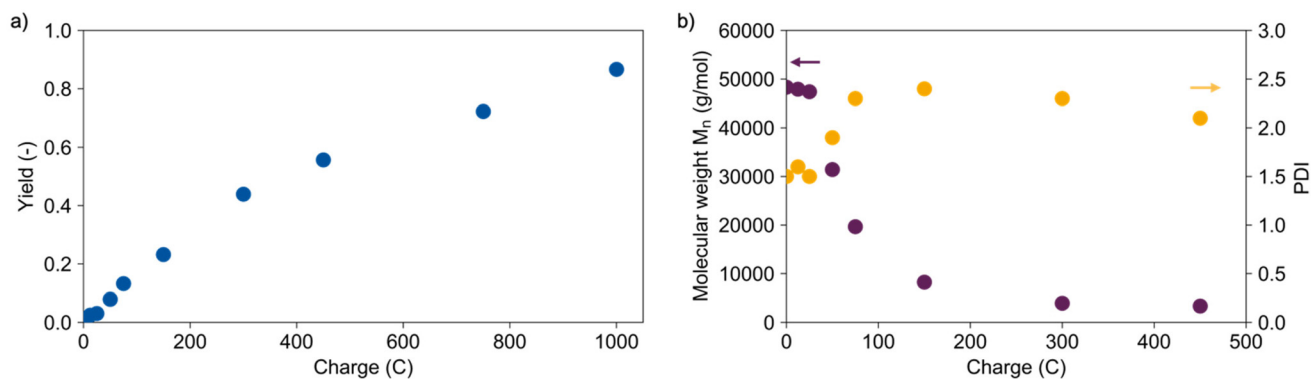 a)
1.0
0.8
0.6
0.4
0.2
0.0
Yield (-)
0 200 400 600 800 1000
Charge (C)
b)
60000
50000
40000
30000
20000
10000
0
Molecular weight Mₙ (g/mol)
3.0
2.5
2.0
1.5
1.0
0.5
0.0
PDI
0 100 200 300 400 500
Charge (C)